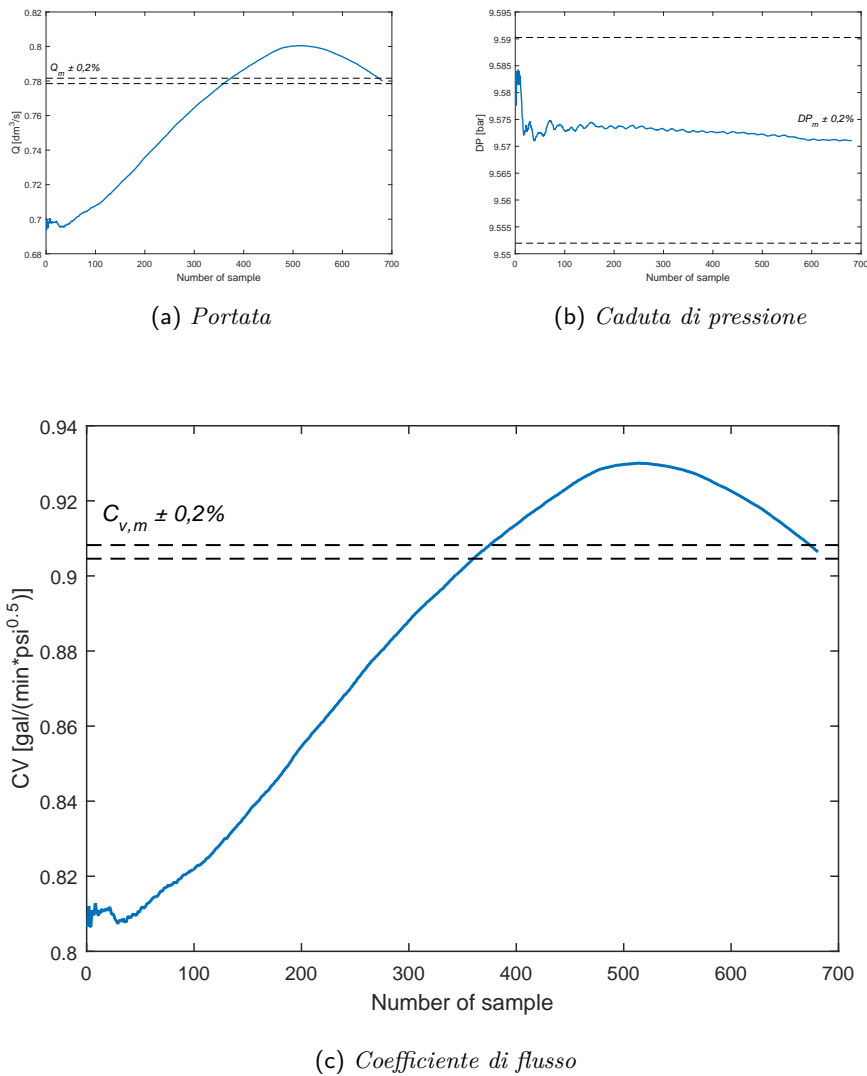 0.82
0.8
0.78
0.76
0.74
0.72
0.7
0.68
Q [dm³/s]
Q_m ± 0,2%
0 100 200 300 400 500 600 700
Number of sample
(a) Portata
9.595
9.59
9.585
9.58
9.575
9.57
9.565
9.56
9.555
9.55
DP [bar]
DP_m ± 0,2%
0 100 200 300 400 500 600 700
Number of sample
(b) Caduta di pressione
0.94
0.92
0.9
0.88
0.86
0.84
0.82
0.8
CV [gal/(min*psi^0.5)]
C_v,m ± 0,2%
0 100 200 300 400 500 600 700
Number of sample
(c) Coefficiente di flusso